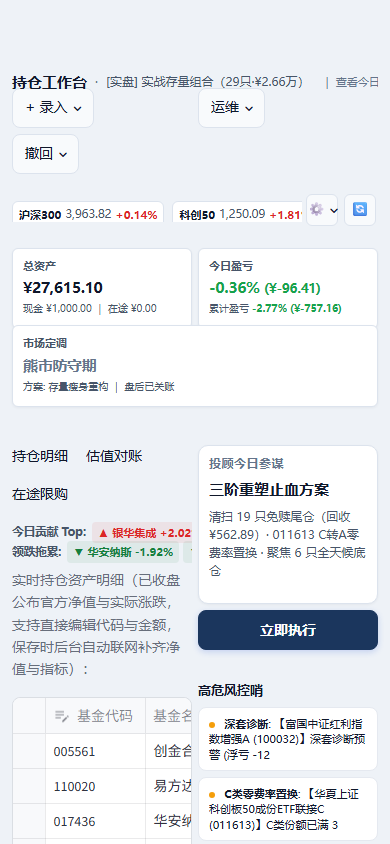 持仓工作台 · [实盘] 实战存量组合（29只·¥2.66万） | 查看今日
+ 录入
运维
撤回
沪深300 3,963.82 +0.14%
科创50 1,250.09 +1.81
总资产
¥27,615.10
现金 ¥1,000.00 | 在途 ¥0.00
今日盈亏
-0.36% (¥-96.41)
累计盈亏 -2.77% (¥-757.16)
市场定调
熊市防守期
方案: 存量瘦身重构 | 盘后已关账
持仓明细 估值对账
在途限购
今日贡献 Top: ▲ 银华集成 +2.02
领跌拖累: ▼ 华安纳斯 -1.92%
实时持仓资产明细（已收盘
公布官方净值与实际涨跌，
支持直接编辑代码与金额，
保存时后台自动联网补齐净
值与指标）：
基金代码 基金名
005561 创金合
110020 易方达
017436 华安纳
投顾今日参谋
三阶重塑止血方案
清扫 19 只免赎尾仓（回收
¥562.89）· 011613 C转A零
费率置换 · 聚焦 6 只全天候底
仓
立即执行
高危风控哨
深套诊断: 【富国中证红利指
数增强A (100032)】深套诊断预
警 (浮亏 -12
C类零费率置换: 【华夏上证
科创板50成份ETF联接C
(011613)】C类份额已满 3